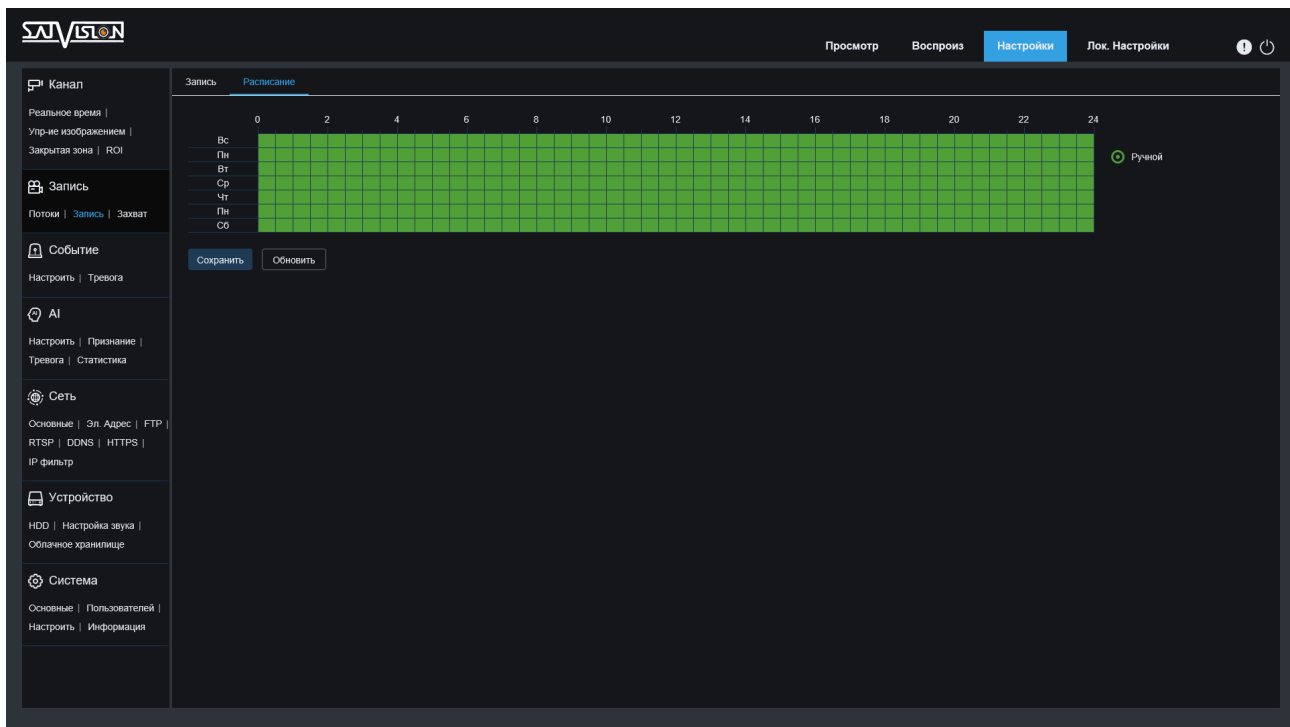 SATVISION
Просмотр Воспроиз Настройки Лок. Настройки
Канал
Реальное время |
Упр-ие изображением |
Закрытая зона | ROI
Запись
Потоки | Запись | Захват
Событие
Настроить | Тревога
AI
Настроить | Признание |
Тревога | Статистика
Сеть
Основные | Эл. Адрес | FTP |
RTSP | DDNS | HTTPS |
IP фильтр
Устройство
HDD | Настройка звука |
Облачное хранилище
Система
Основные | Пользователей |
Настроить | Информация
Запись Расписание
0 2 4 6 8 10 12 14 16 18 20 22 24
Вс
Пн
Вт
Ср
Чт
Пн
Сб
Ручной
Сохранить Обновить